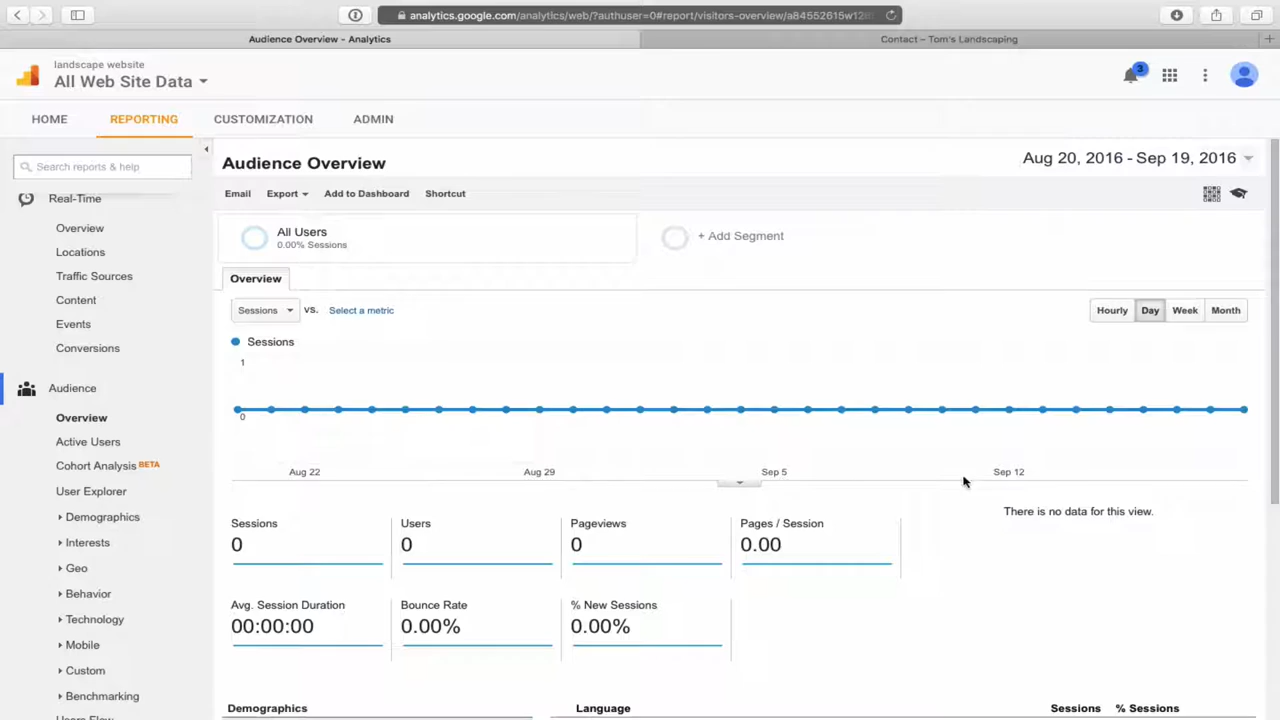 analytics.google.com/analytics/web/?authuser=0#report/visitors-overview/a84552615w12
Audience Overview - Analytics
Contact – Tom's Landscaping
landscape website
All Web Site Data
3
HOME
REPORTING
CUSTOMIZATION
ADMIN
Search reports & help
Audience Overview
Aug 20, 2016 - Sep 19, 2016
Email
Export
Add to Dashboard
Shortcut
Real-Time
Overview
Locations
Traffic Sources
Content
Events
Conversions
Audience
Overview
Active Users
Cohort Analysis BETA
User Explorer
Demographics
Interests
Geo
Behavior
Technology
Mobile
Custom
Benchmarking
Users Flow
All Users
0.00% Sessions
+ Add Segment
Overview
Sessions
VS.
Select a metric
Hourly
Day
Week
Month
Sessions
1
0
Aug 22
Aug 29
Sep 5
Sep 12
There is no data for this view.
Sessions
0
Users
0
Pageviews
0
Pages / Session
0.00
Avg. Session Duration
00:00:00
Bounce Rate
0.00%
% New Sessions
0.00%
Demographics
Language
Sessions
% Sessions